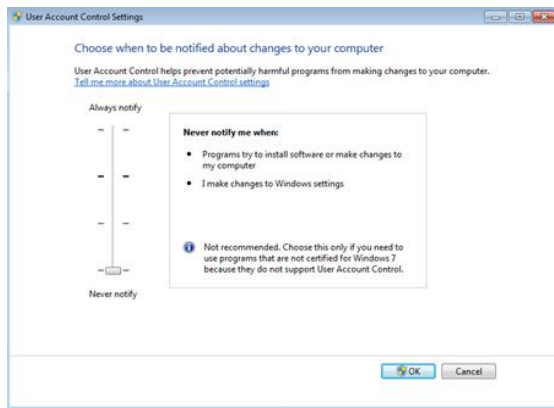 User Account Control Settings
Choose when to be notified about changes to your computer
User Account Control helps prevent potentially harmful programs from making changes to your computer.
Tell me more about User Account Control settings
Always notify
Never notify me when:
Programs try to install software or make changes to
my computer
I make changes to Windows settings
Not recommended. Choose this only if you need to
use programs that are not certified for Windows 7
because they do not support User Account Control.
Never notify
OK
Cancel